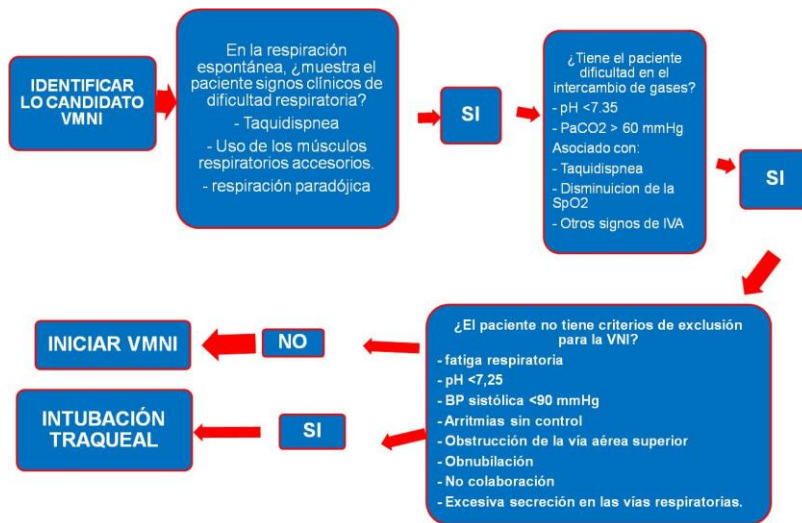 IDENTIFICAR
LO CANDIDATO
VMNI
En la respiración
espontánea, ¿muestra el
paciente signos clínicos de
dificultad respiratoria?
- Taquidispnea
- Uso de los músculos
respiratorios accesorios.
- respiración paradójica
SI
¿Tiene el paciente
dificultad en el
intercambio de gases?
- pH <7.35
- PaCO2 > 60 mmHg
Asociado con:
- Taquidispnea
- Disminuicion de la
SpO2
- Otros signos de IVA
SI
¿El paciente no tiene criterios de exclusión
para la VNI?
- fatiga respiratoria
- pH <7,25
- BP sistólica <90 mmHg
- Arritmias sin control
- Obstrucción de la vía aérea superior
- Obnubilación
- No colaboración
- Excesiva secreción en las vías respiratorias.
NO
INICIAR VMNI
SI
INTUBACIÓN
TRAQUEAL